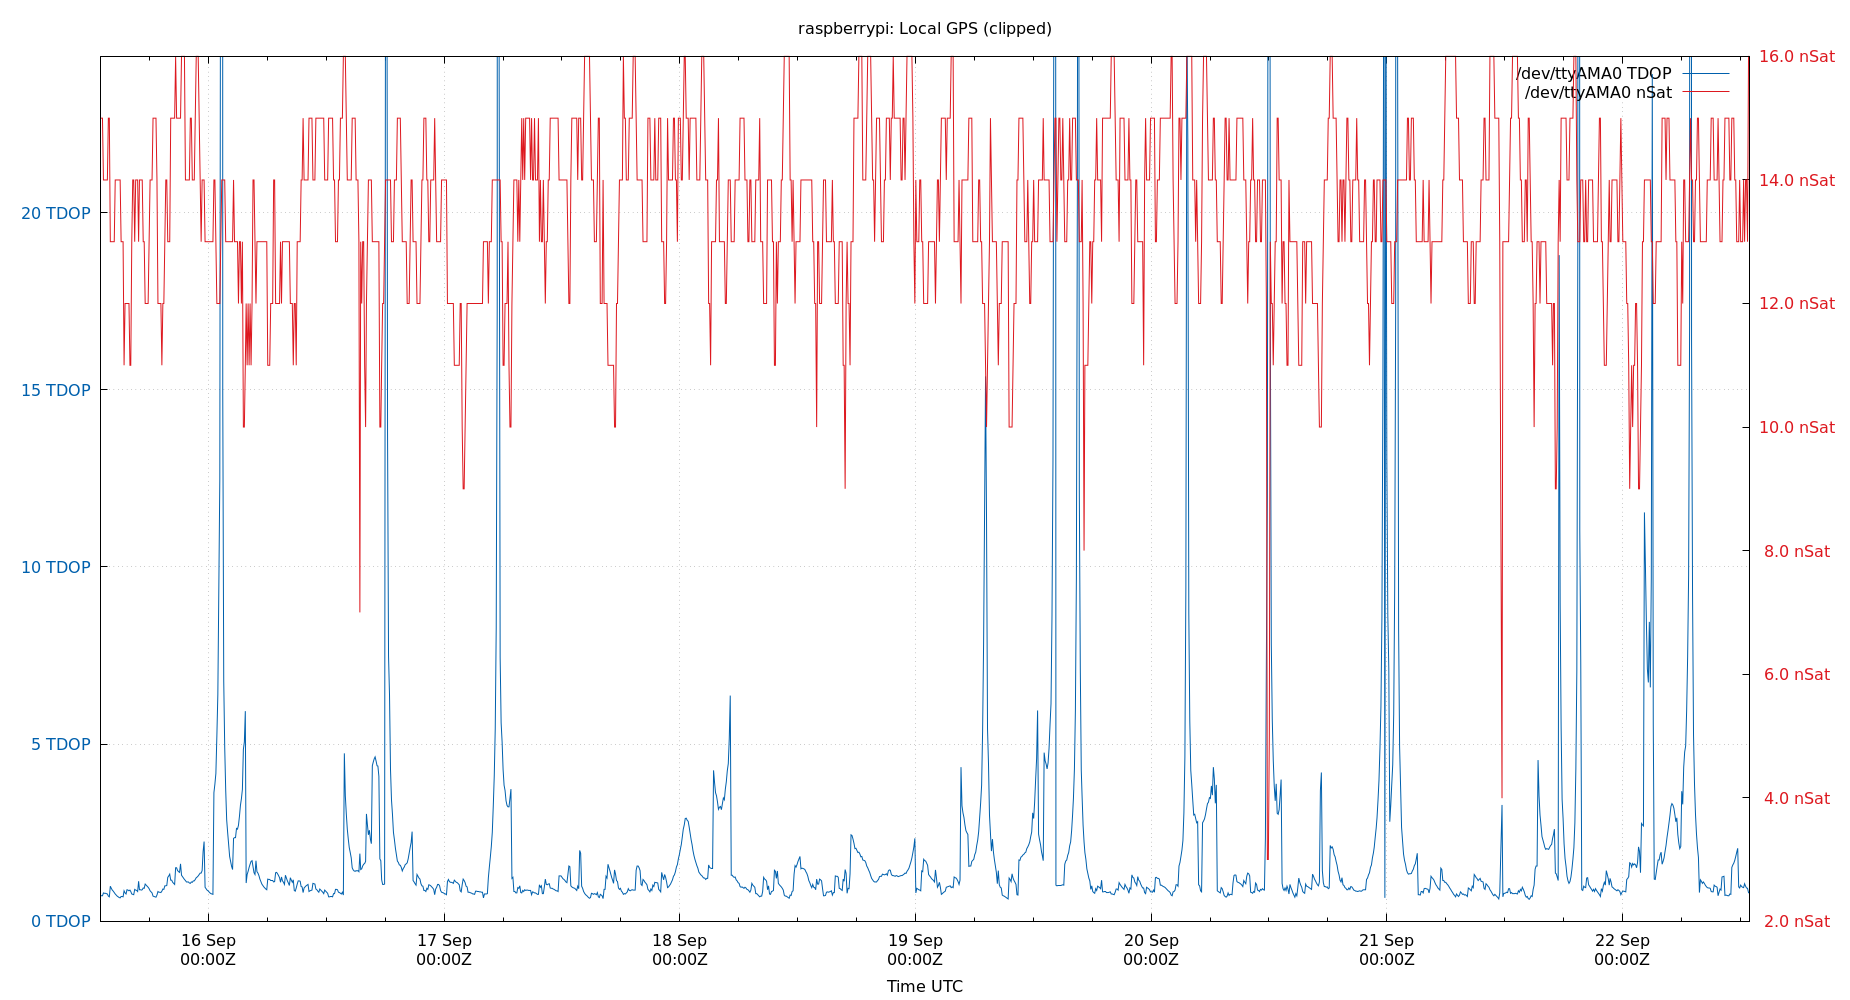 raspberrypi: Local GPS (clipped)
/dev/ttyAMA0 TDOP
/dev/ttyAMA0 nSat
20 TDOP
15 TDOP
10 TDOP
5 TDOP
0 TDOP
16.0 nSat
14.0 nSat
12.0 nSat
10.0 nSat
8.0 nSat
6.0 nSat
4.0 nSat
2.0 nSat
16 Sep
00:00Z
17 Sep
00:00Z
18 Sep
00:00Z
19 Sep
00:00Z
20 Sep
00:00Z
21 Sep
00:00Z
22 Sep
00:00Z
Time UTC